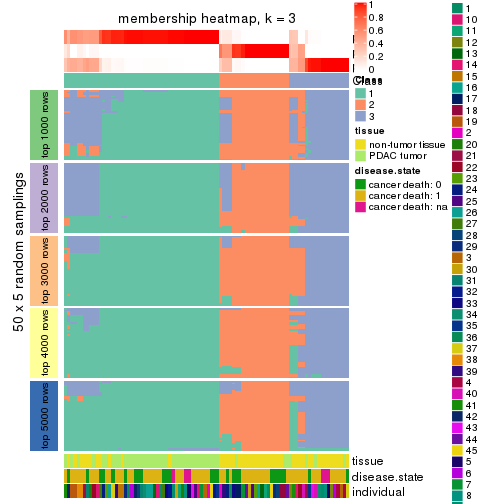 membership heatmap, k = 3
1
0.8
0.6
0.4
0.2
0
Class
1
2
3
tissue
non-tumor tissue
PDAC tumor
disease.state
cancer death: 0
cancer death: 1
cancer death: na
50 x 5 random samplings
top 1000 rows
top 2000 rows
top 3000 rows
top 4000 rows
top 5000 rows
tissue
disease.state
individual
1
10
11
12
13
14
15
16
17
18
19
2
20
21
22
23
24
25
26
27
28
29
3
30
31
32
33
34
35
36
37
38
39
4
40
41
42
43
44
45
5
6
7
8